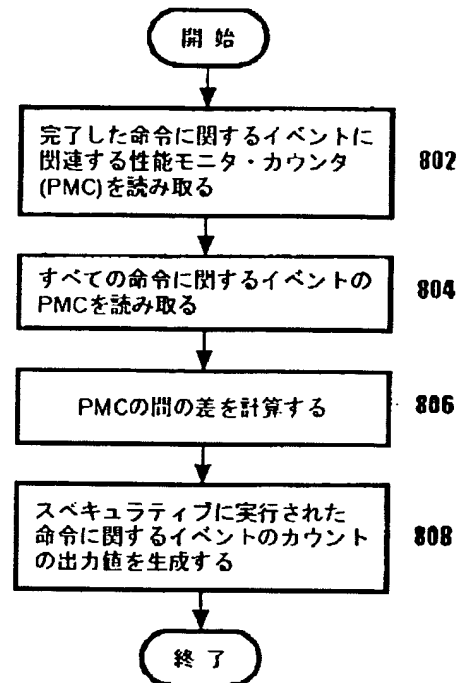 開始
完了した命令に関するイベントに
関連する性能モニタ・カウンタ
(PMC)を読み取る
802
すべての命令に関するイベントの
PMCを読み取る
804
PMCの間の差を計算する
806
スペキュラティブに実行された
命令に関するイベントのカウント
の出力値を生成する
808
終了